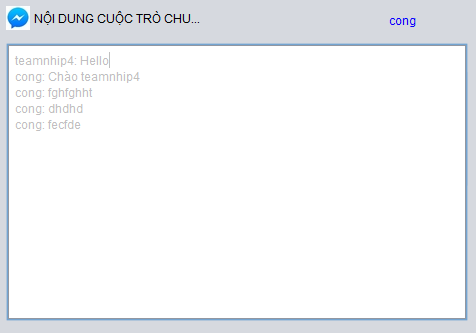 NỘI DUNG CUỘC TRÒ CHU...
cong
teamnhip4: Hello
cong: Chào teamnhip4
cong: fghfghht
cong: dhdhd
cong: fecfde